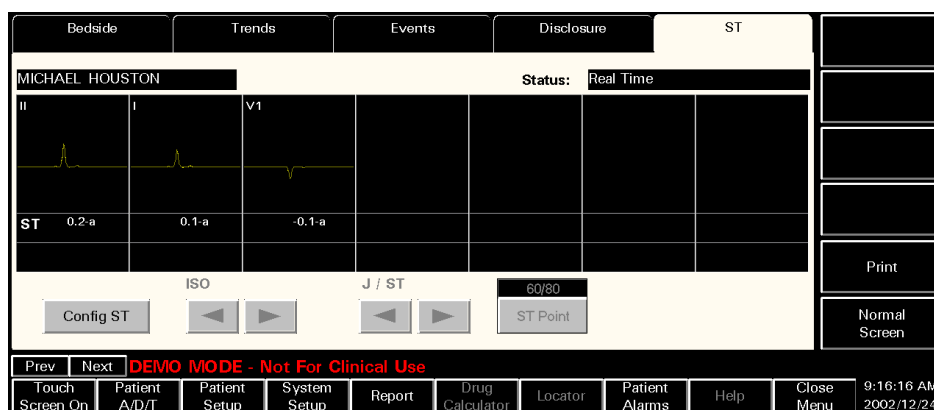 Bedside Trends Events Disclosure ST
MICHAEL HOUSTON Status: Real Time
II I V1
ST 0.2-a 0.1-a -0.1-a
Print
ISO J / ST 60/80
Config ST ST Point
Normal
Screen
Prev Next DEMO MODE - Not For Clinical Use
Touch
Screen On
Patient
A/D/T
Patient
Setup
System
Setup
Report
Drug
Calculator
Locator
Patient
Alarms
Help
Close
Menu
9:16:16 AM
2002/12/24